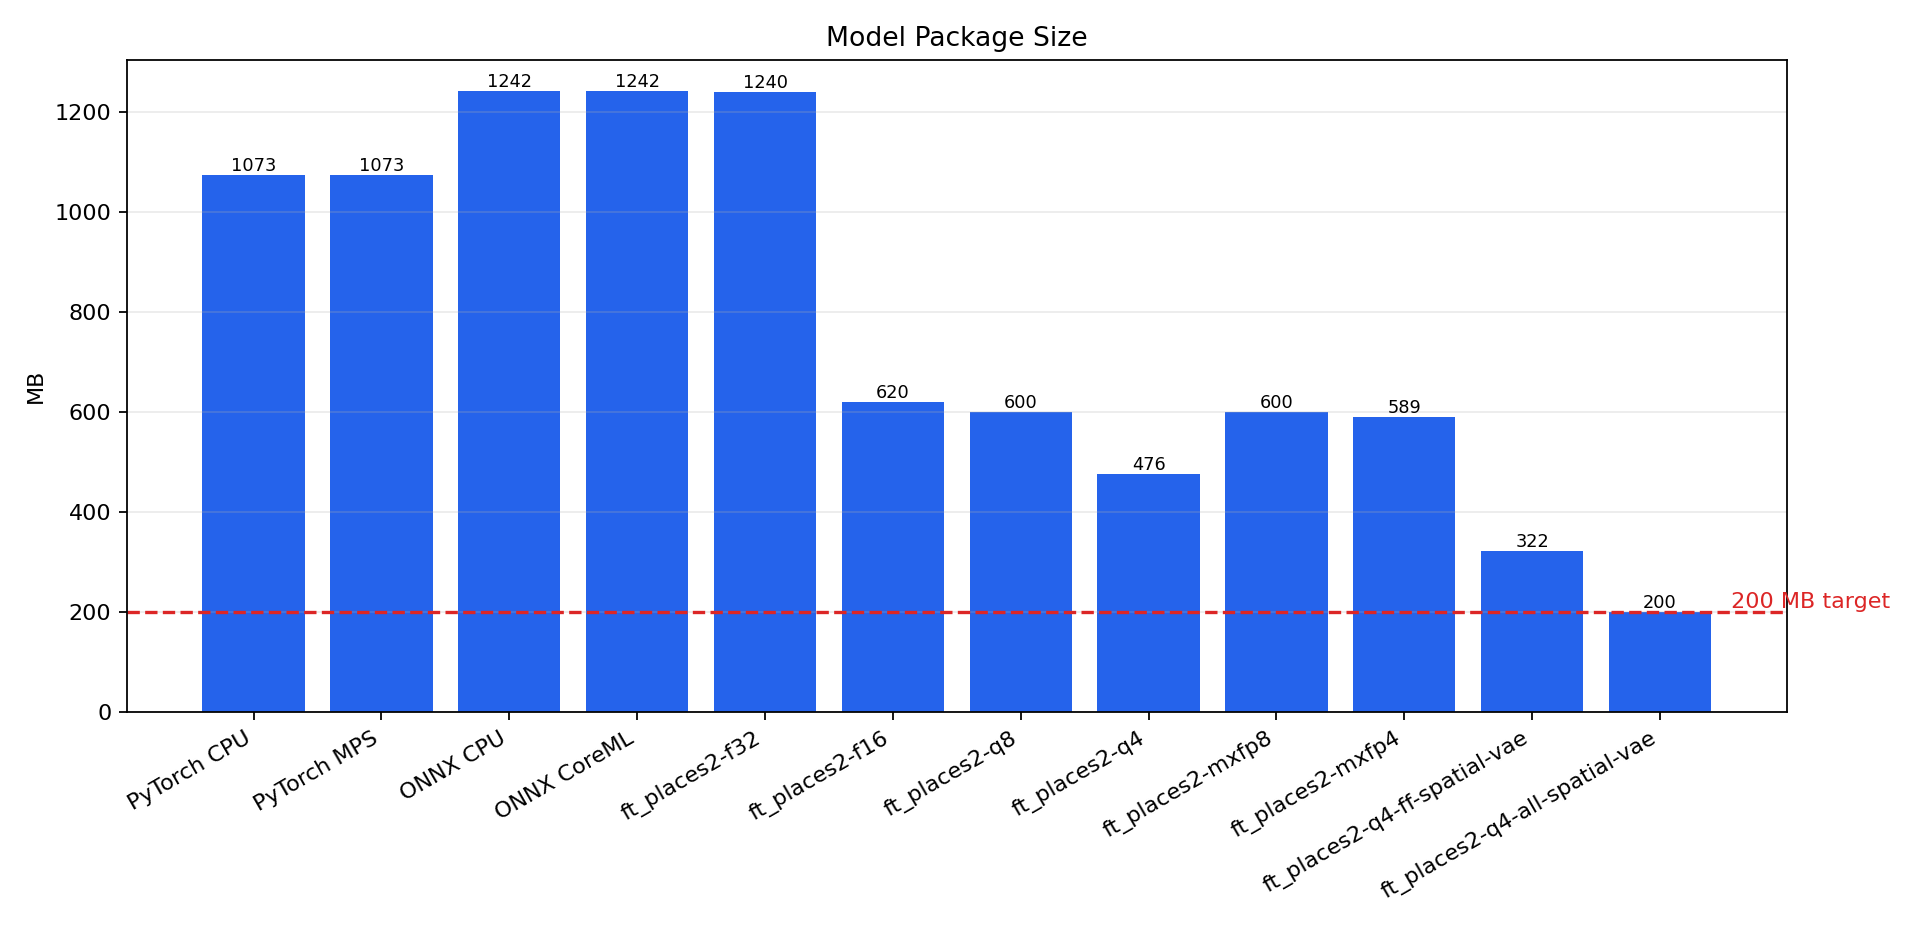 Model Package Size
MB
1200
1000
800
600
400
200
0
1073
1073
1242
1242
1240
620
600
476
600
589
322
200
200 MB target
PyTorch CPU
PyTorch MPS
ONNX CPU
ONNX CoreML
ft_places2-f32
ft_places2-f16
ft_places2-q8
ft_places2-q4
ft_places2-mxfp8
ft_places2-mxfp4
ft_places2-q4-ff-spatial-vae
ft_places2-q4-all-spatial-vae